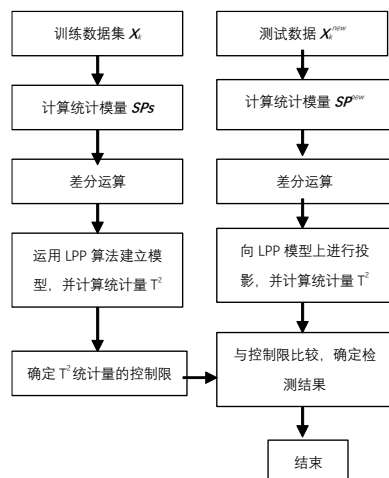 训练数据集 Xₖ
计算统计模量 SPs
差分运算
运用 LPP 算法建立模
型，并计算统计量 T²
确定 T² 统计量的控制限
测试数据 Xₖⁿᵉʷ
计算统计模量 SPⁿᵉʷ
差分运算
向 LPP 模型上进行投
影，并计算统计量 T²
与控制限比较，确定检
测结果
结束